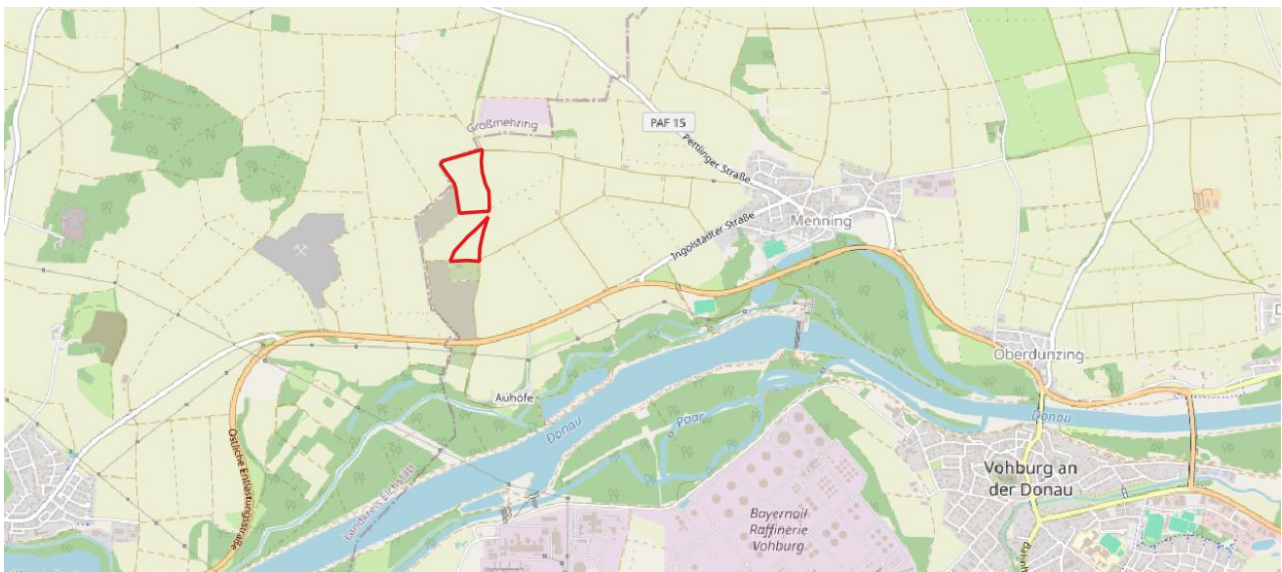 Großmehring
PAF 15
Pettlinger Straße
Menning
Ingolstädter Straße
Oberdünzing
Auhöfe
Donau
Paar
Donau
Östliche Entlastungsstraße
Landkreis Eichstätt
Vohburg an
der Donau
Bayernoil
Raffinerie
Vohburg